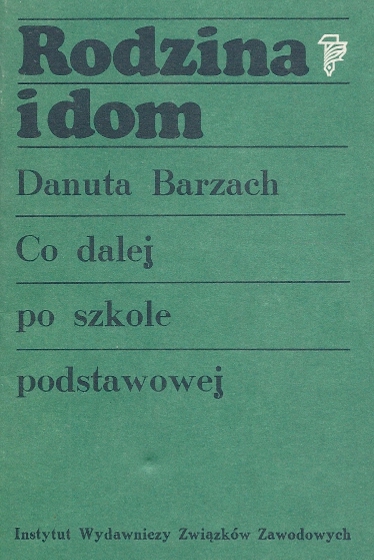 Rodzina
i dom
Danuta Barzach
Co dalej
po szkole
podstawowej
Instytut Wydawniczy Związków Zawodowych